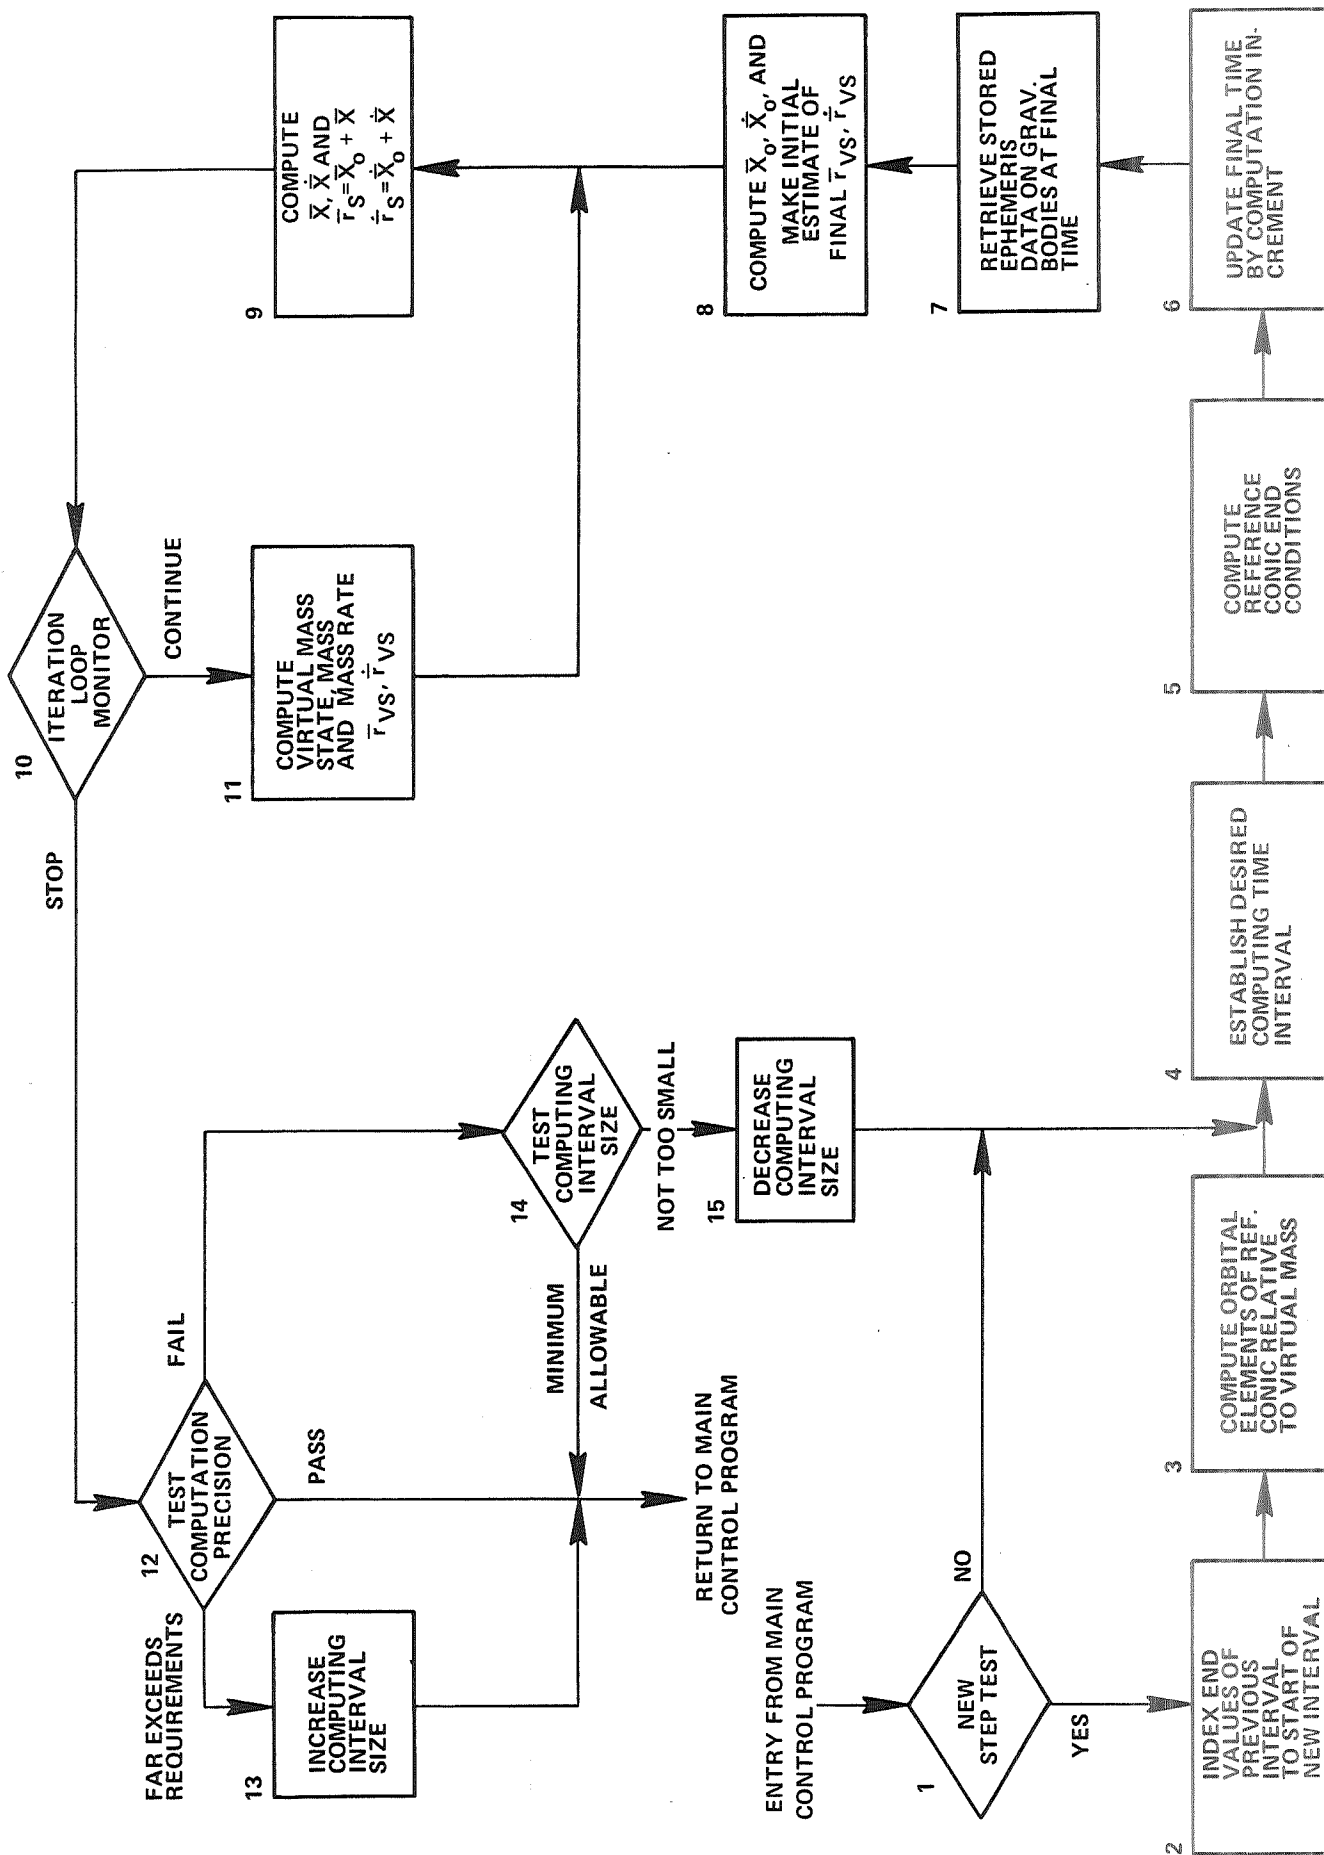 ENTRY FROM MAIN
CONTROL PROGRAM
1
NEW
STEP TEST
NO
YES
2
INDEX END
VALUES OF
PREVIOUS
INTERVAL
TO START OF
NEW INTERVAL
3
COMPUTE ORBITAL
ELEMENTS OF REF.
CONIC RELATIVE
TO VIRTUAL MASS
4
ESTABLISH DESIRED
COMPUTING TIME
INTERVAL
5
COMPUTE
REFERENCE
CONIC END
CONDITIONS
6
UPDATE FINAL TIME
BY COMPUTATION IN-
CREMENT
7
RETRIEVE STORED
EPHEMERIS
DATA ON GRAV.
BODIES AT FINAL
TIME
8
COMPUTE X̅₀, Ẋ̅₀, AND
MAKE INITIAL
ESTIMATE OF
FINAL r̅VS, ṙ̅VS
9
COMPUTE
X̅, Ẋ̅ AND
r̅S=X̅₀ + X̅
ṙ̅S=Ẋ̅₀ + Ẋ̅
10
ITERATION
LOOP
MONITOR
CONTINUE
STOP
11
COMPUTE
VIRTUAL MASS
STATE, MASS
AND MASS RATE
r̅VS, ṙ̅VS
12
TEST
COMPUTATION
PRECISION
FAIL
PASS
FAR EXCEEDS
REQUIREMENTS
13
INCREASE
COMPUTING
INTERVAL
SIZE
14
TEST
COMPUTING
INTERVAL
SIZE
MINIMUM
ALLOWABLE
NOT TOO SMALL
15
DECREASE
COMPUTING
INTERVAL
SIZE
RETURN TO MAIN
CONTROL PROGRAM